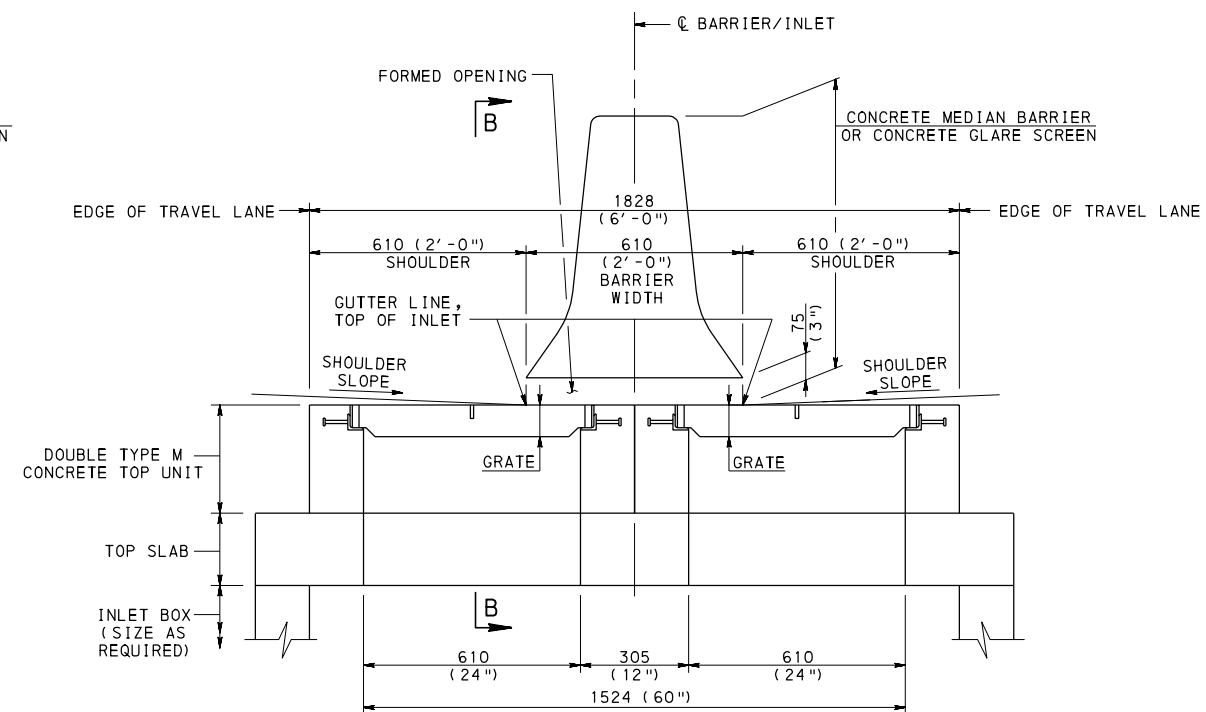 ℄ BARRIER/INLET
FORMED OPENING
B
CONCRETE MEDIAN BARRIER
OR CONCRETE GLARE SCREEN
N
1828
(6'-0")
EDGE OF TRAVEL LANE
EDGE OF TRAVEL LANE
610 (2'-0")
SHOULDER
610
(2'-0")
BARRIER
WIDTH
610 (2'-0")
SHOULDER
GUTTER LINE,
TOP OF INLET
75
(3")
SHOULDER
SLOPE
SHOULDER
SLOPE
DOUBLE TYPE M
CONCRETE TOP UNIT
GRATE
GRATE
TOP SLAB
INLET BOX
(SIZE AS
REQUIRED)
B
610
(24")
305
(12")
610
(24")
1524 (60")